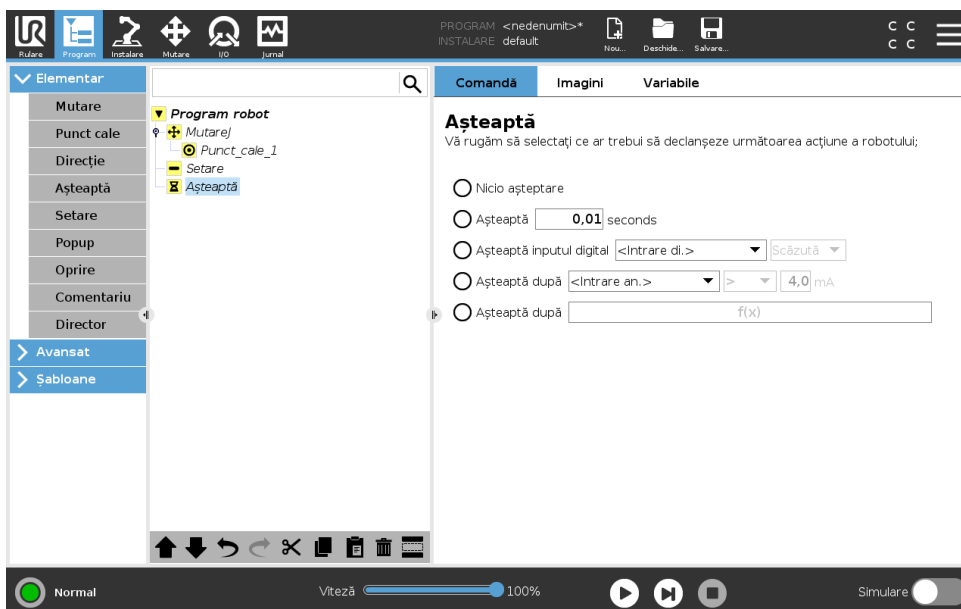 UR
Rulare
Program
Instalare
Mutare
I/O
Jurnal
PROGRAM <nedenumit>*
INSTALARE default
Nou...
Deschide...
Salvare...
C C
C C
Elementar
Mutare
Punct cale
Direcție
Așteaptă
Setare
Popup
Oprire
Comentariu
Director
Avansat
Șabloane
Program robot
MutareJ
Punct_cale_1
Setare
Așteaptă
Comandă Imagini Variabile
Așteaptă
Vă rugăm să selectați ce ar trebui să declanșeze următoarea acțiune a robotului;
Nicio așteptare
Așteaptă 0,01 seconds
Așteaptă inputul digital <Intrare di.> Scăzută
Așteaptă după <Intrare an.> > 4,0 mA
Așteaptă după f(x)
Normal
Viteză 100%
Simulare